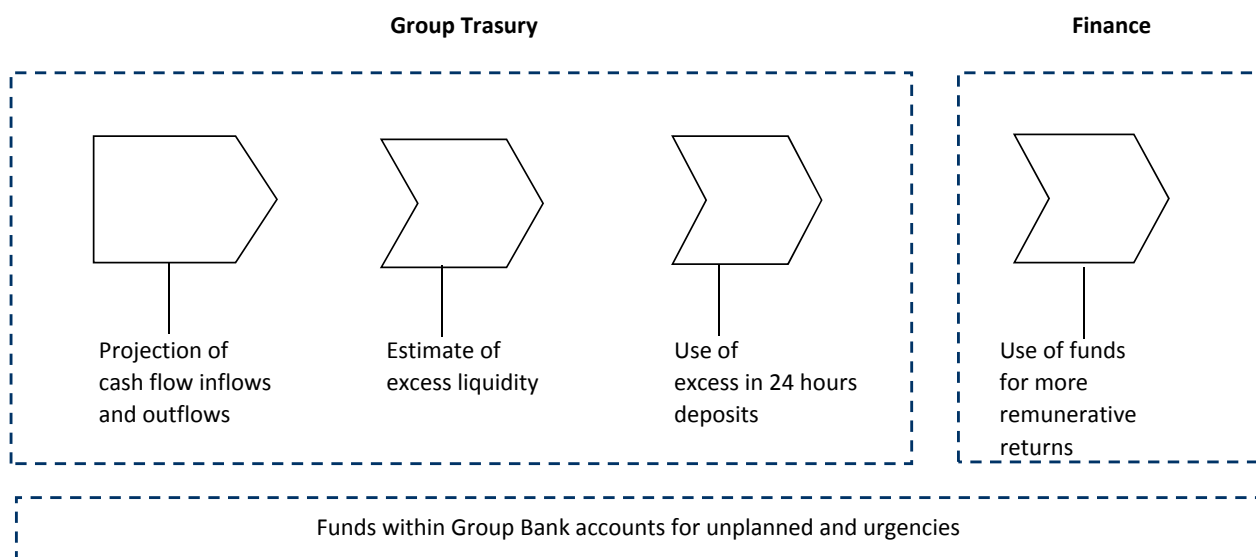 Group Trasury
Finance
Projection of
cash flow inflows
and outflows
Estimate of
excess liquidity
Use of
excess in 24 hours
deposits
Use of funds
for more
remunerative
returns
Funds within Group Bank accounts for unplanned and urgencies